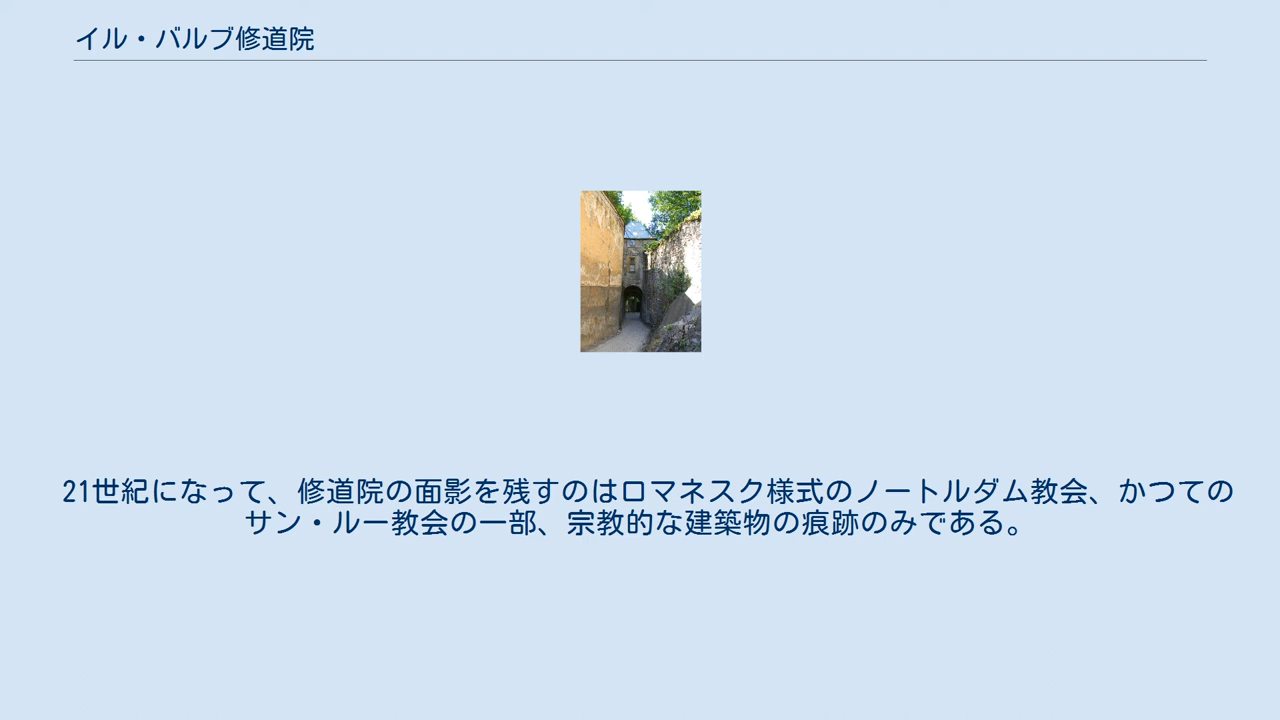 イル・バルブ修道院
21世紀になって、修道院の面影を残すのはロマネスク様式のノートルダム教会、かつての
サン・ルー教会の一部、宗教的な建築物の痕跡のみである。